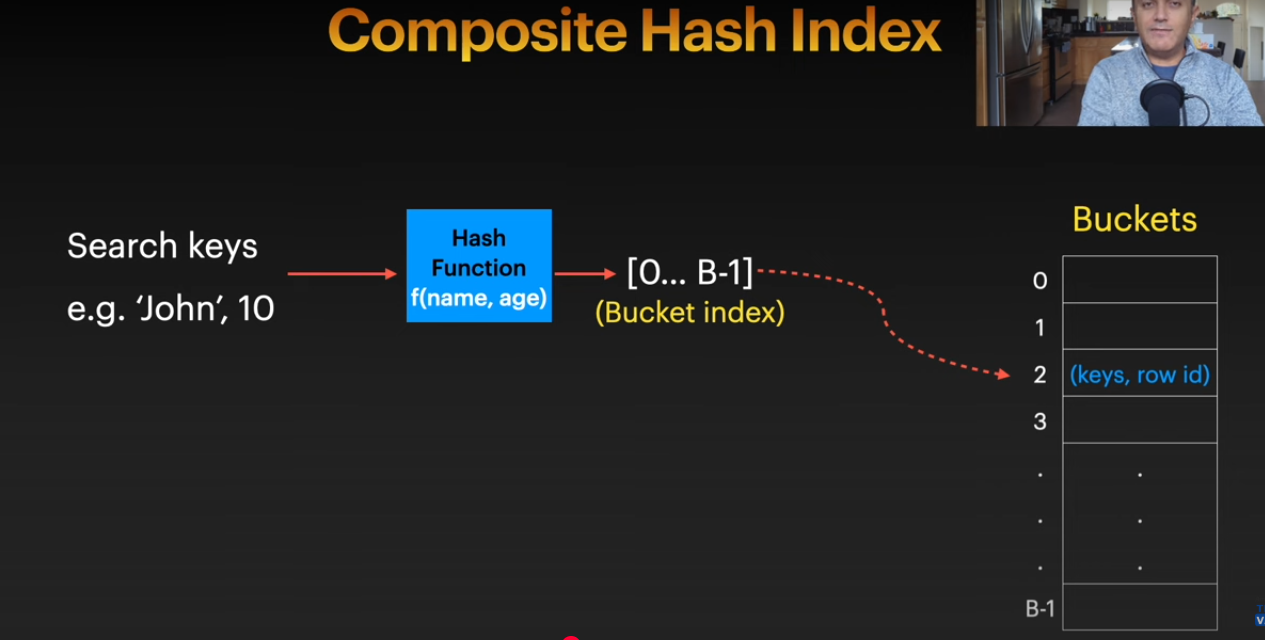 Composite Hash Index
Search keys
e.g. ‘John’, 10
Hash
Function
f(name, age)
[0... B-1]
(Bucket index)
Buckets
0
1
2 (keys, row id)
3
.
.
.
.
.
.
B-1